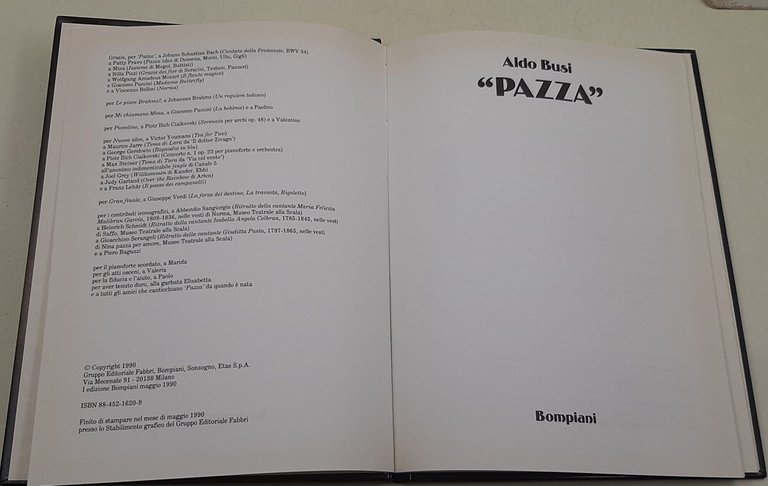 Grazie, per 'Pazza', a Johann Sebastian Bach (Cantata della Pentecoste, BWV 34)
a Patty Pravo (Pazza idea di Dossena, Monti, Ullu, Gigli)
a Mina (Insieme di Mogol, Battisti)
a Nilla Pizzi (Grazie dei fior di Seracini, Testoni, Panzeri)
a Wolfgang Amadeus Mozart (Il flauto magico)
a Giacomo Puccini (Madama Butterfly)
e a Vincenzo Bellini (Norma)
per Le piace Brahms?, a Johannes Brahms (Un requiem tedesco)
per Mi chiamano Mina, a Giacomo Puccini (La bohème) e a Paolino
per Piccolino, a Piotr Ilich Ciaikovski (Serenata per archi op. 48) e a Valentina
per Nuova idea, a Victor Youmans (Tea for Two)
a Maurice Jarre (Tema di Lara da 'Il dottor Zivago')
a George Gershwin (Rapsodia in blu)
a Piotr Ilich Ciaikovski (Concerto n. 1 op. 23 per pianoforte e orchestra)
a Max Steiner (Tema di Tara da 'Via col vento')
all'anonimo indimenticabile jingle di Canale 5
a Joel Grey (Willkommen di Kander, Ebb)
a Judy Garland (Over the Rainbow di Arlen)
e a Franz Lehár (Il paese dei campanelli)
per Gran finale, a Giuseppe Verdi (La forza del destino, La traviata, Rigoletto)
per i contributi iconografici, a Abbendio Sangiorgio (Ritratto della cantante Maria Felicita
Malibran Garcia, 1808-1836, nelle vesti di Norma, Museo Teatrale alla Scala)
a Heinrich Schmidt (Ritratto della cantante Isabella Angela Colbran, 1785-1845, nelle vesti
di Saffo, Museo Teatrale alla Scala)
a Gioacchino Serangeli (Ritratto della cantante Giuditta Pasta, 1797-1865, nelle vesti
di Nina pazza per amore, Museo Teatrale alla Scala)
e a Piero Baguzzi
per il pianoforte scordato, a Marida
per gli atti osceni, a Valeria
per la fiducia e l'aiuto, a Paolo
per aver tenuto duro, alla garbata Elisabetta
e a tutti gli amici che canticchiano 'Pazza' da quando è nata
© Copyright 1990
Gruppo Editoriale Fabbri, Bompiani, Sonzogno, Etas S.p.A.
Via Mecenate 91 - 20138 Milano
I edizione Bompiani maggio 1990
ISBN 88-452-1620-9
Finito di stampare nel mese di maggio 1990
presso lo Stabilimento grafico del Gruppo Editoriale Fabbri
Aldo Busi
“PAZZA”
Bompiani